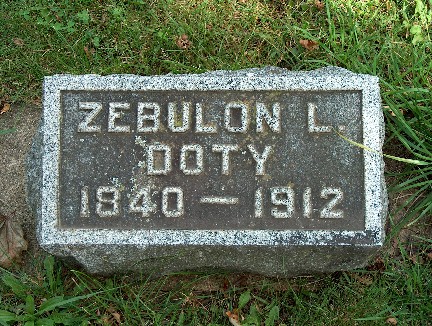 ZEBULON L.
DOTY
1840 — 1912